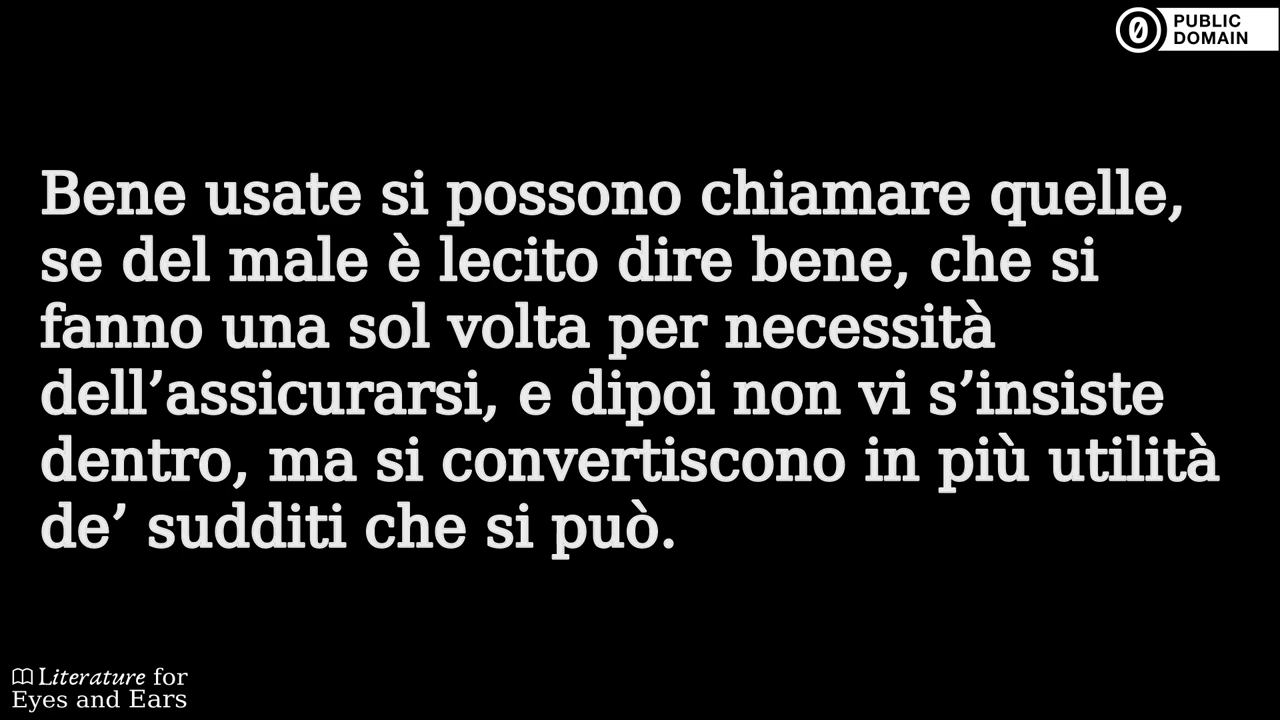 PUBLIC
DOMAIN
Bene usate si possono chiamare quelle,
se del male è lecito dire bene, che si
fanno una sol volta per necessità
dell’assicurarsi, e dipoi non vi s’insiste
dentro, ma si convertiscono in più utilità
de’ sudditi che si può.
Literature for
Eyes and Ears